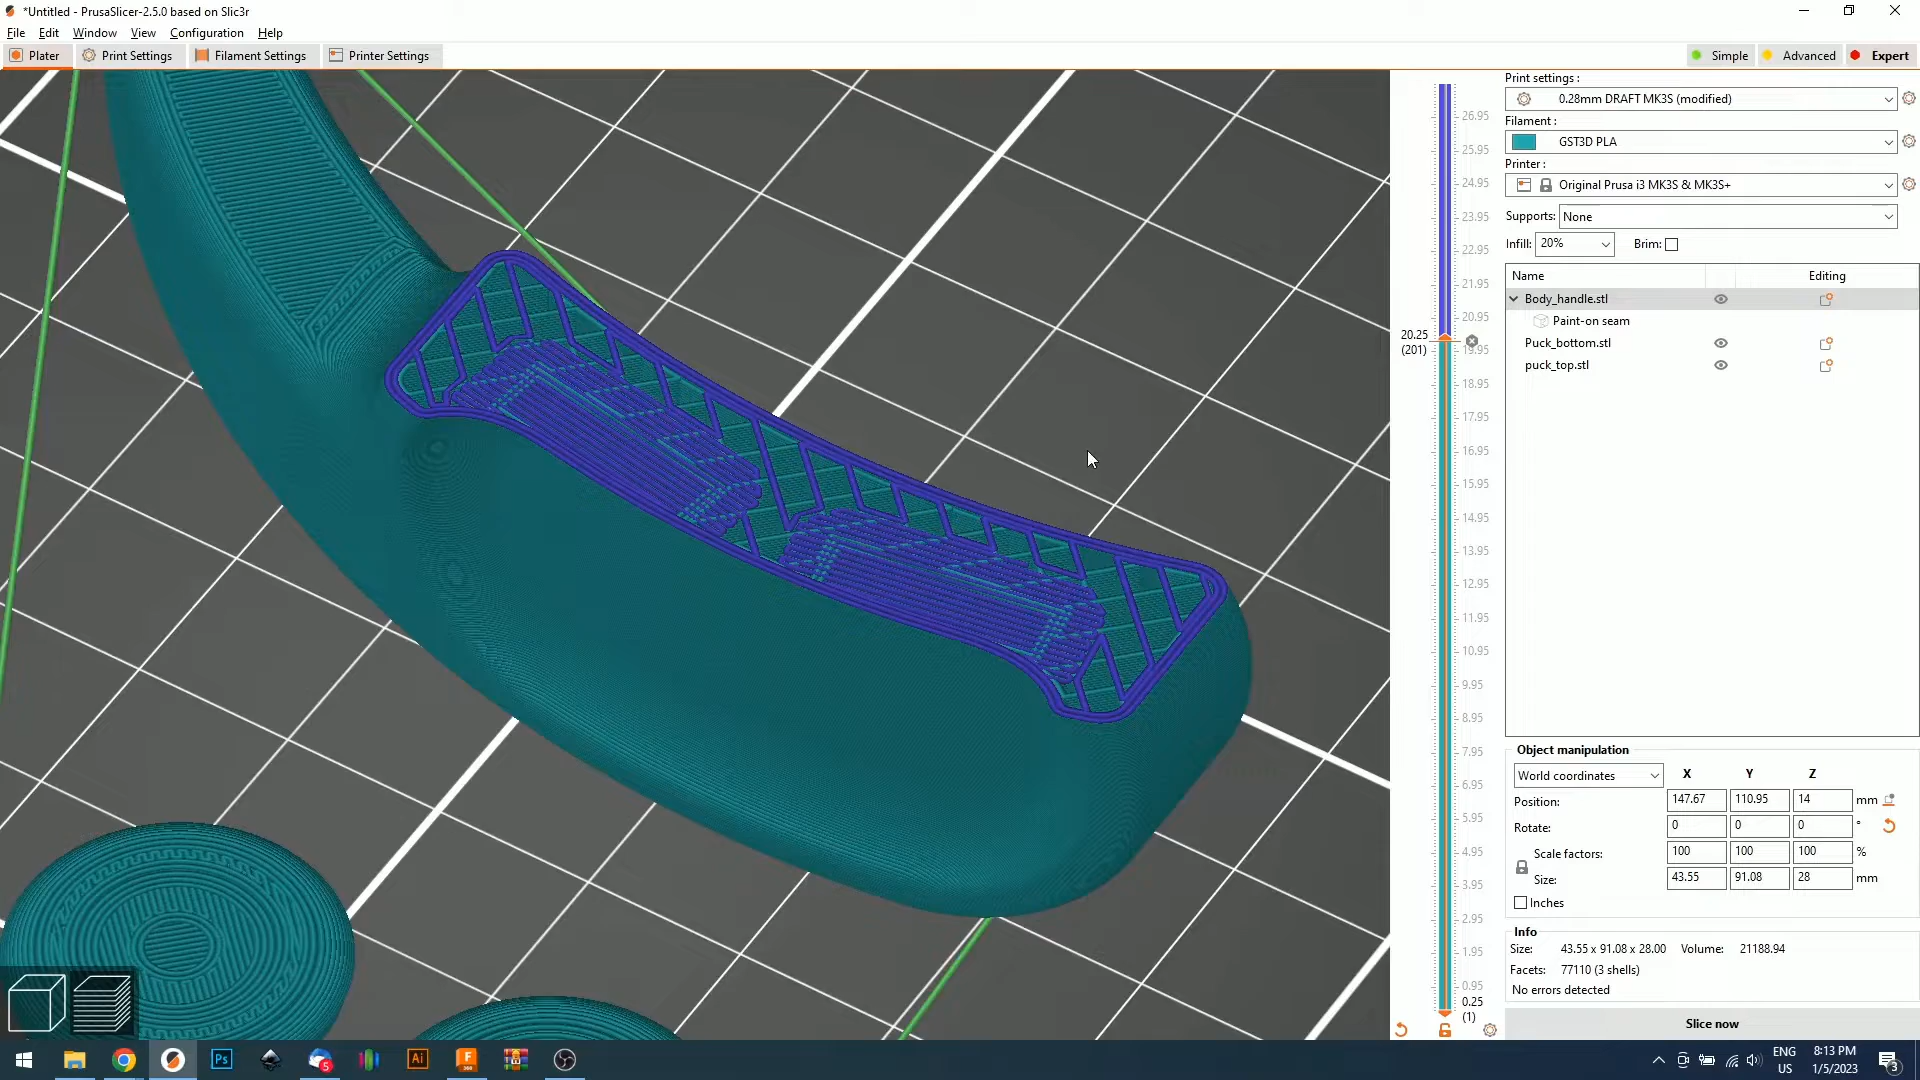 *Untitled - PrusaSlicer-2.5.0 based on Slic3r
File Edit Window View Configuration Help
Plater Print Settings Filament Settings Printer Settings Simple Advanced Expert
Print settings :
0.28mm DRAFT MK3S (modified)
Filament :
GST3D PLA
Printer :
Original Prusa i3 MK3S & MK3S+
Supports: None
Infill: 20% Brim:
Name Editing
Body_handle.stl
Paint-on seam
Puck_bottom.stl
puck_top.stl
26.95
25.95
24.95
23.95
22.95
21.95
20.95
20.25
(201)
19.95
18.95
17.95
16.95
15.95
14.95
13.95
12.95
11.95
10.95
9.95
8.95
7.95
6.95
5.95
4.95
3.95
2.95
1.95
0.95
0.25
(1)
Object manipulation
World coordinates X Y Z
Position: 147.67 110.95 14 mm
Rotate: 0 0 0 °
Scale factors: 100 100 100 %
Size: 43.55 91.08 28 mm
Inches
Info
Size: 43.55 x 91.08 x 28.00 Volume: 21188.94
Facets: 77110 (3 shells)
No errors detected
Slice now
Ps
5
Ai
F
360
ENG
US
8:13 PM
1/5/2023
3